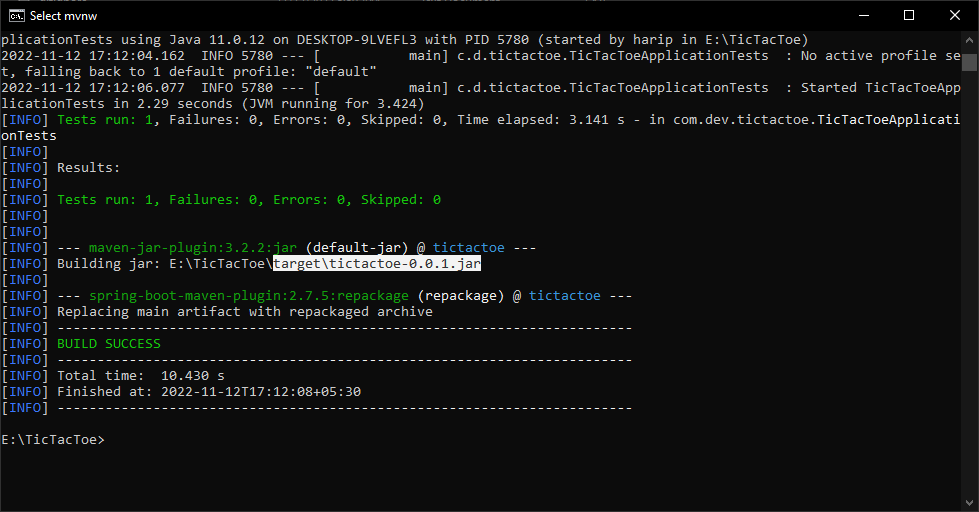 Select mvnw
plicationTests using Java 11.0.12 on DESKTOP-9LVEFL3 with PID 5780 (started by harip in E:\TicTacToe)
2022-11-12 17:12:04.162  INFO 5780 --- [           main] c.d.tictactoe.TicTacToeApplicationTests  : No active profile se
t, falling back to 1 default profile: "default"
2022-11-12 17:12:06.077  INFO 5780 --- [           main] c.d.tictactoe.TicTacToeApplicationTests  : Started TicTacToeApp
licationTests in 2.29 seconds (JVM running for 3.424)
[INFO] Tests run: 1, Failures: 0, Errors: 0, Skipped: 0, Time elapsed: 3.141 s - in com.dev.tictactoe.TicTacToeApplicati
onTests
[INFO]
[INFO] Results:
[INFO]
[INFO] Tests run: 1, Failures: 0, Errors: 0, Skipped: 0
[INFO]
[INFO]
[INFO] --- maven-jar-plugin:3.2.2:jar (default-jar) @ tictactoe ---
[INFO] Building jar: E:\TicTacToe\target\tictactoe-0.0.1.jar
[INFO]
[INFO] --- spring-boot-maven-plugin:2.7.5:repackage (repackage) @ tictactoe ---
[INFO] Replacing main artifact with repackaged archive
[INFO] ------------------------------------------------------------------------
[INFO] BUILD SUCCESS
[INFO] ------------------------------------------------------------------------
[INFO] Total time:  10.430 s
[INFO] Finished at: 2022-11-12T17:12:08+05:30
[INFO] ------------------------------------------------------------------------
E:\TicTacToe>